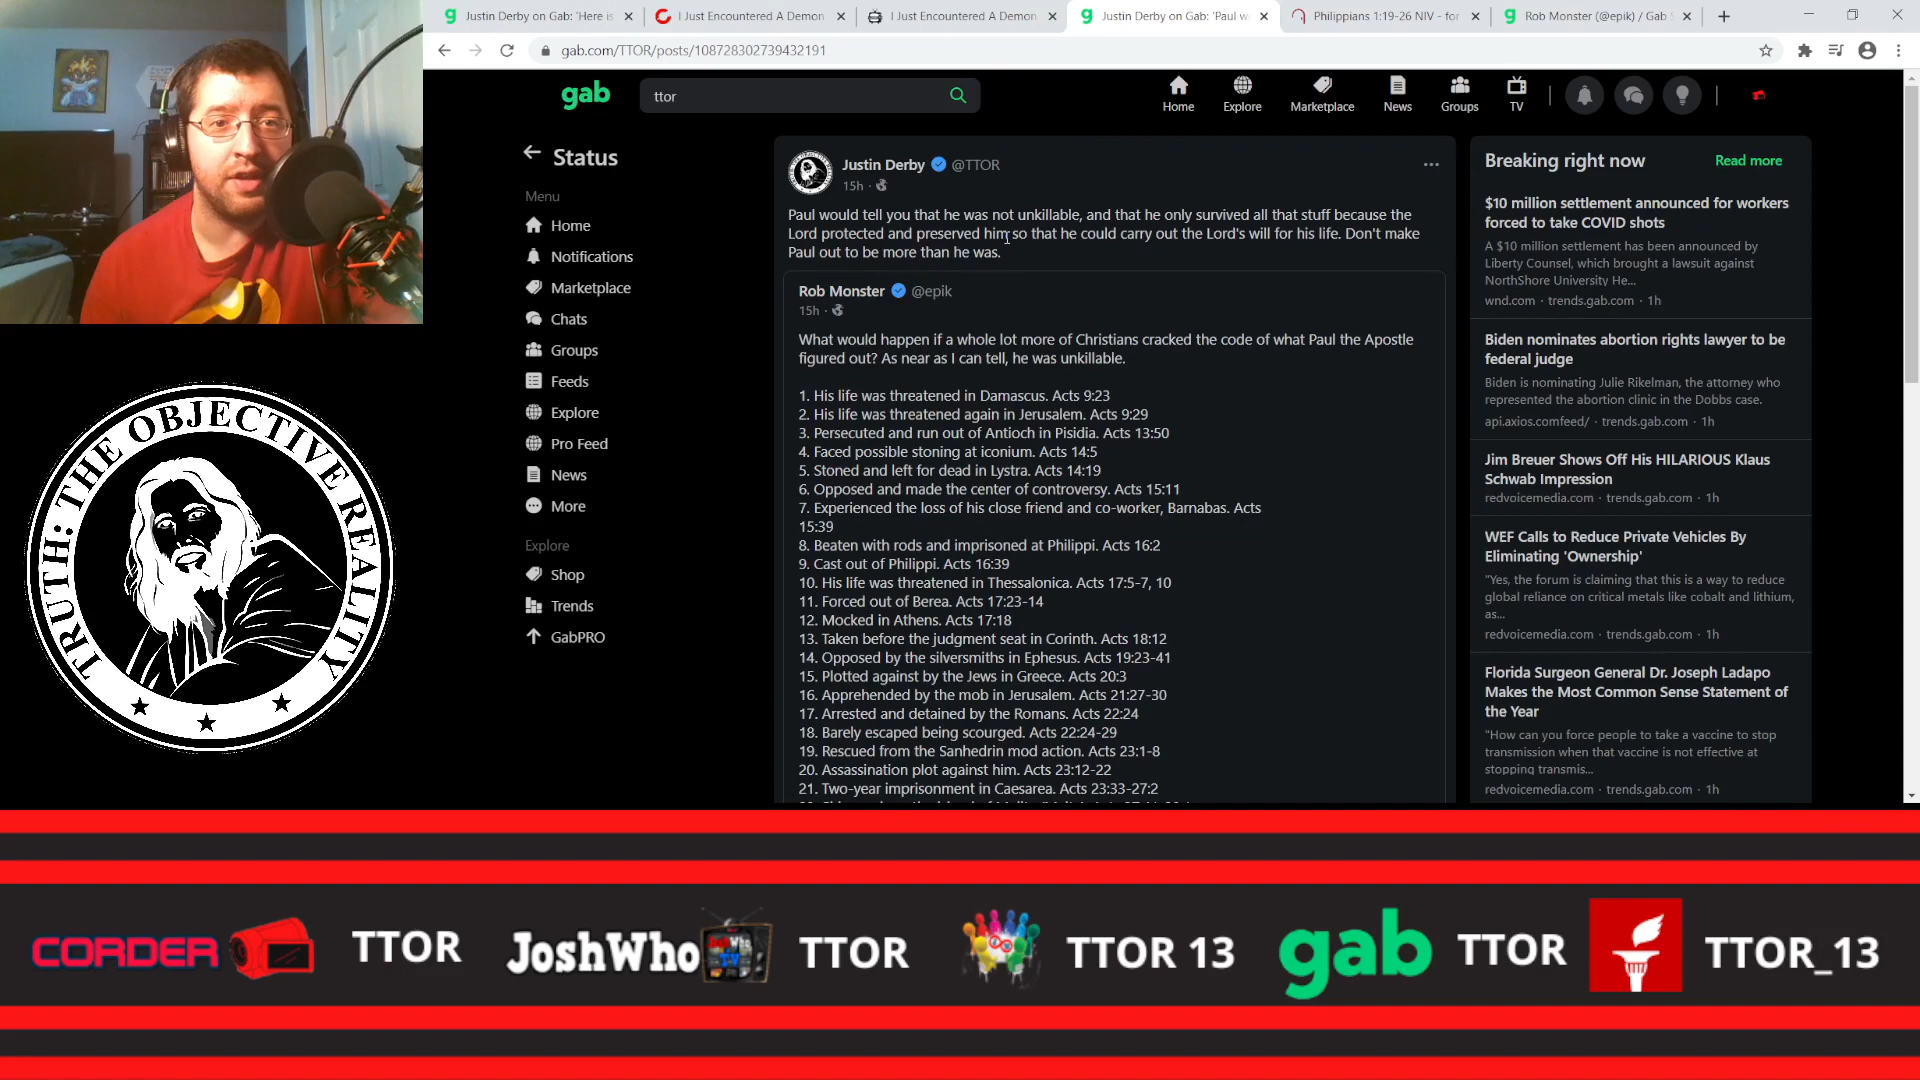 Justin Derby on Gab: 'Here is
I Just Encountered A Demon
I Just Encountered A Demon
Justin Derby on Gab: 'Paul w
Philippians 1:19-26 NIV - for
Rob Monster (@epik) / Gab S
gab.com/TTOR/posts/108728302739432191
gab
ttor
Home
Explore
Marketplace
News
Groups
TV
Status
Menu
Home
Notifications
Marketplace
Chats
Groups
Feeds
Explore
Pro Feed
News
More
Explore
Shop
Trends
GabPRO
Justin Derby @TTOR
15h ·
Paul would tell you that he was not unkillable, and that he only survived all that stuff because the
Lord protected and preserved him so that he could carry out the Lord's will for his life. Don't make
Paul out to be more than he was.
Rob Monster @epik
15h ·
What would happen if a whole lot more of Christians cracked the code of what Paul the Apostle
figured out? As near as I can tell, he was unkillable.
1. His life was threatened in Damascus. Acts 9:23
2. His life was threatened again in Jerusalem. Acts 9:29
3. Persecuted and run out of Antioch in Pisidia. Acts 13:50
4. Faced possible stoning at iconium. Acts 14:5
5. Stoned and left for dead in Lystra. Acts 14:19
6. Opposed and made the center of controversy. Acts 15:11
7. Experienced the loss of his close friend and co-worker, Barnabas. Acts
15:39
8. Beaten with rods and imprisoned at Philippi. Acts 16:2
9. Cast out of Philippi. Acts 16:39
10. His life was threatened in Thessalonica. Acts 17:5-7, 10
11. Forced out of Berea. Acts 17:23-14
12. Mocked in Athens. Acts 17:18
13. Taken before the judgment seat in Corinth. Acts 18:12
14. Opposed by the silversmiths in Ephesus. Acts 19:23-41
15. Plotted against by the Jews in Greece. Acts 20:3
16. Apprehended by the mob in Jerusalem. Acts 21:27-30
17. Arrested and detained by the Romans. Acts 22:24
18. Barely escaped being scourged. Acts 22:24-29
19. Rescued from the Sanhedrin mod action. Acts 23:1-8
20. Assassination plot against him. Acts 23:12-22
21. Two-year imprisonment in Caesarea. Acts 23:33-27:2
Breaking right now
Read more
$10 million settlement announced for workers
forced to take COVID shots
A $10 million settlement has been announced by
Liberty Counsel, which brought a lawsuit against
NorthShore University He...
wnd.com · trends.gab.com · 1h
Biden nominates abortion rights lawyer to be
federal judge
Biden is nominating Julie Rikelman, the attorney who
represented the abortion clinic in the Dobbs case.
api.axios.comfeed/ · trends.gab.com · 1h
Jim Breuer Shows Off His HILARIOUS Klaus
Schwab Impression
redvoicemedia.com · trends.gab.com · 1h
WEF Calls to Reduce Private Vehicles By
Eliminating 'Ownership'
"Yes, the forum is claiming that this is a way to reduce
global reliance on critical metals like cobalt and lithium,
as...
redvoicemedia.com · trends.gab.com · 1h
Florida Surgeon General Dr. Joseph Ladapo
Makes the Most Common Sense Statement of
the Year
"How can you force people to take a vaccine to stop
transmission when that vaccine is not effective at
stopping transmis...
redvoicemedia.com · trends.gab.com · 1h
TRUTH: THE OBJECTIVE REALITY
CORDER TTOR
JoshWho TTOR
TTOR 13
gab TTOR
TTOR_13